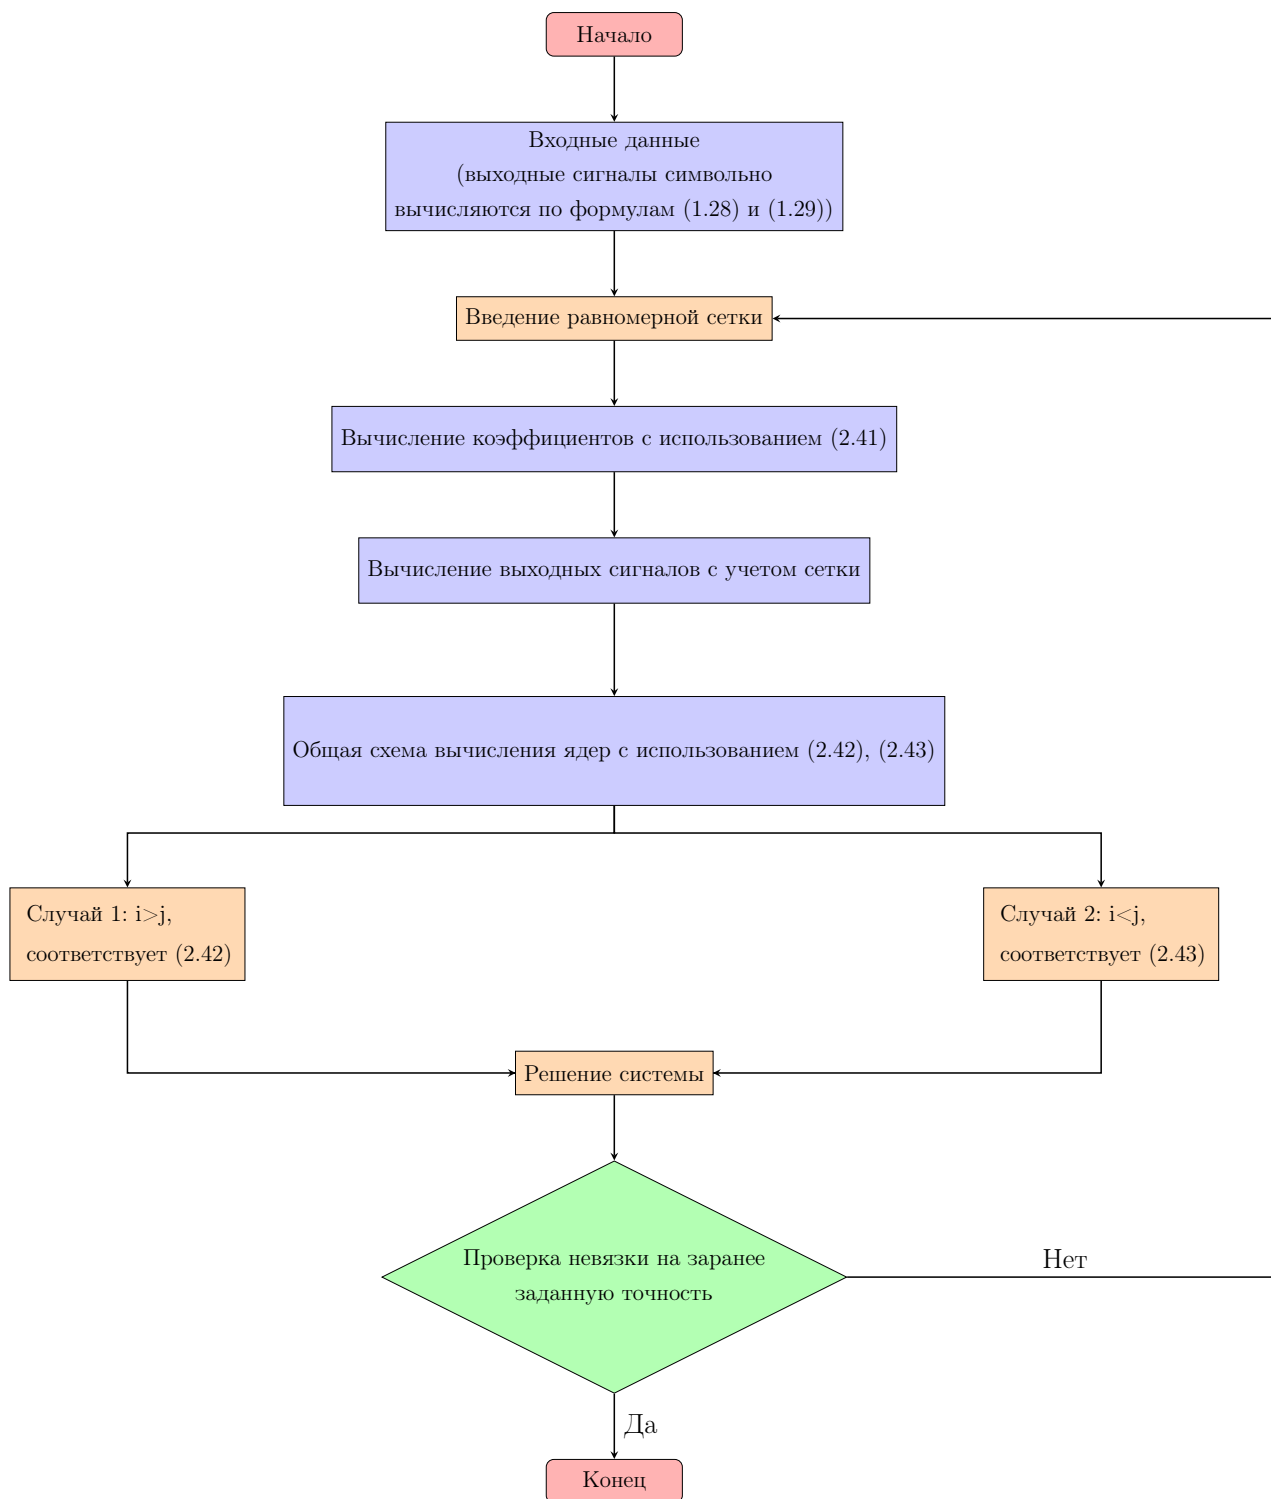 Начало
Входные данные
(выходные сигналы символьно
вычисляются по формулам (1.28) и (1.29))
Введение равномерной сетки
Вычисление коэффициентов с использованием (2.41)
Вычисление выходных сигналов с учетом сетки
Общая схема вычисления ядер с использованием (2.42), (2.43)
Случай 1: i>j,
соответствует (2.42)
Случай 2: i<j,
соответствует (2.43)
Решение системы
Проверка невязки на заранее
заданную точность
Нет
Да
Конец